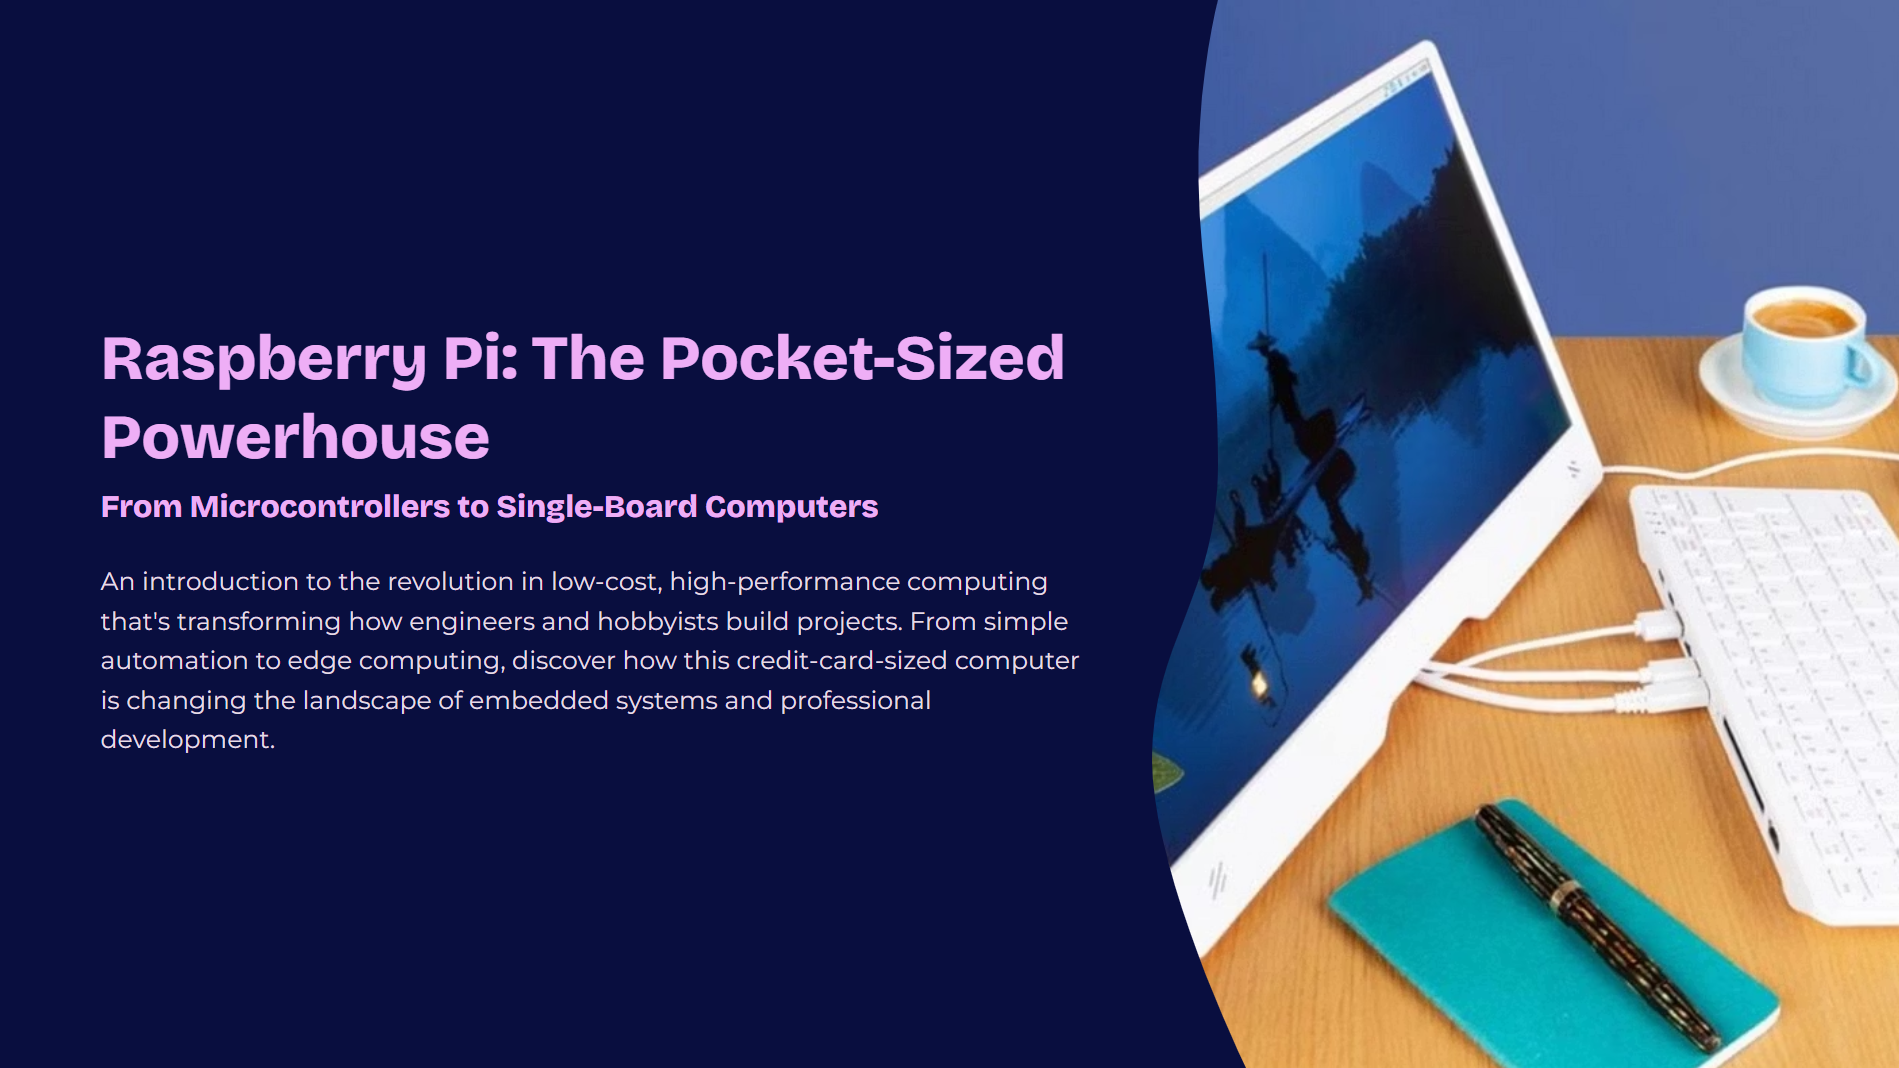 Raspberry Pi: The Pocket-Sized
Powerhouse
From Microcontrollers to Single-Board Computers
An introduction to the revolution in low-cost, high-performance computing
that's transforming how engineers and hobbyists build projects. From simple
automation to edge computing, discover how this credit-card-sized computer
is changing the landscape of embedded systems and professional
development.